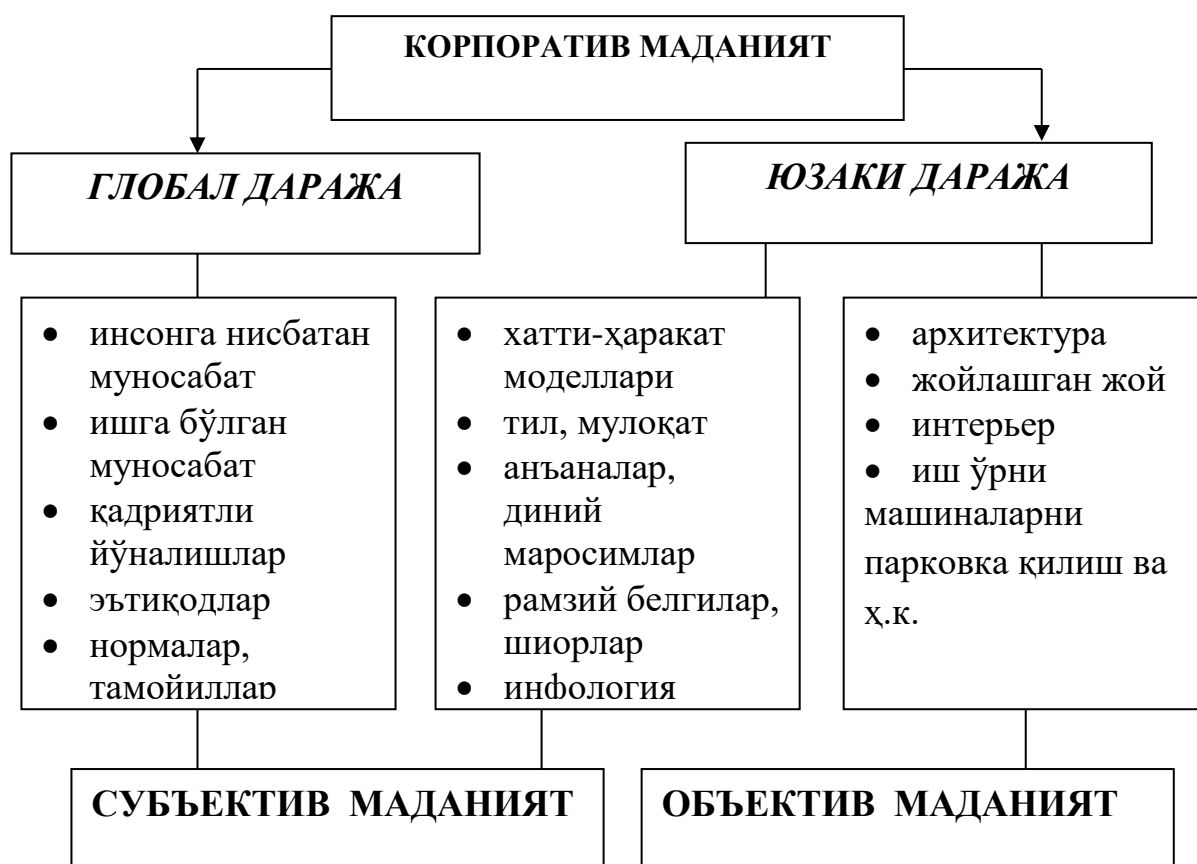 КОРПОРАТИВ МАДАНИЯТ
ГЛОБАЛ ДАРАЖА
ЮЗАКИ ДАРАЖА
• инсонга нисбатан
муносабат
• ишга бўлган
муносабат
• қадриятли
йўналишлар
• эътиқодлар
• нормалар,
тамойиллар
• хатти-ҳаракат
моделлари
• тил, мулоқат
• анъаналар,
диний
маросимлар
• рамзий белгилар,
шиорлар
• инфология
• архитектура
• жойлашган жой
• интерьер
• иш ўрни
машиналарни
парковка қилиш ва
ҳ.к.
СУБЪЕКТИВ МАДАНИЯТ
ОБЪЕКТИВ МАДАНИЯТ